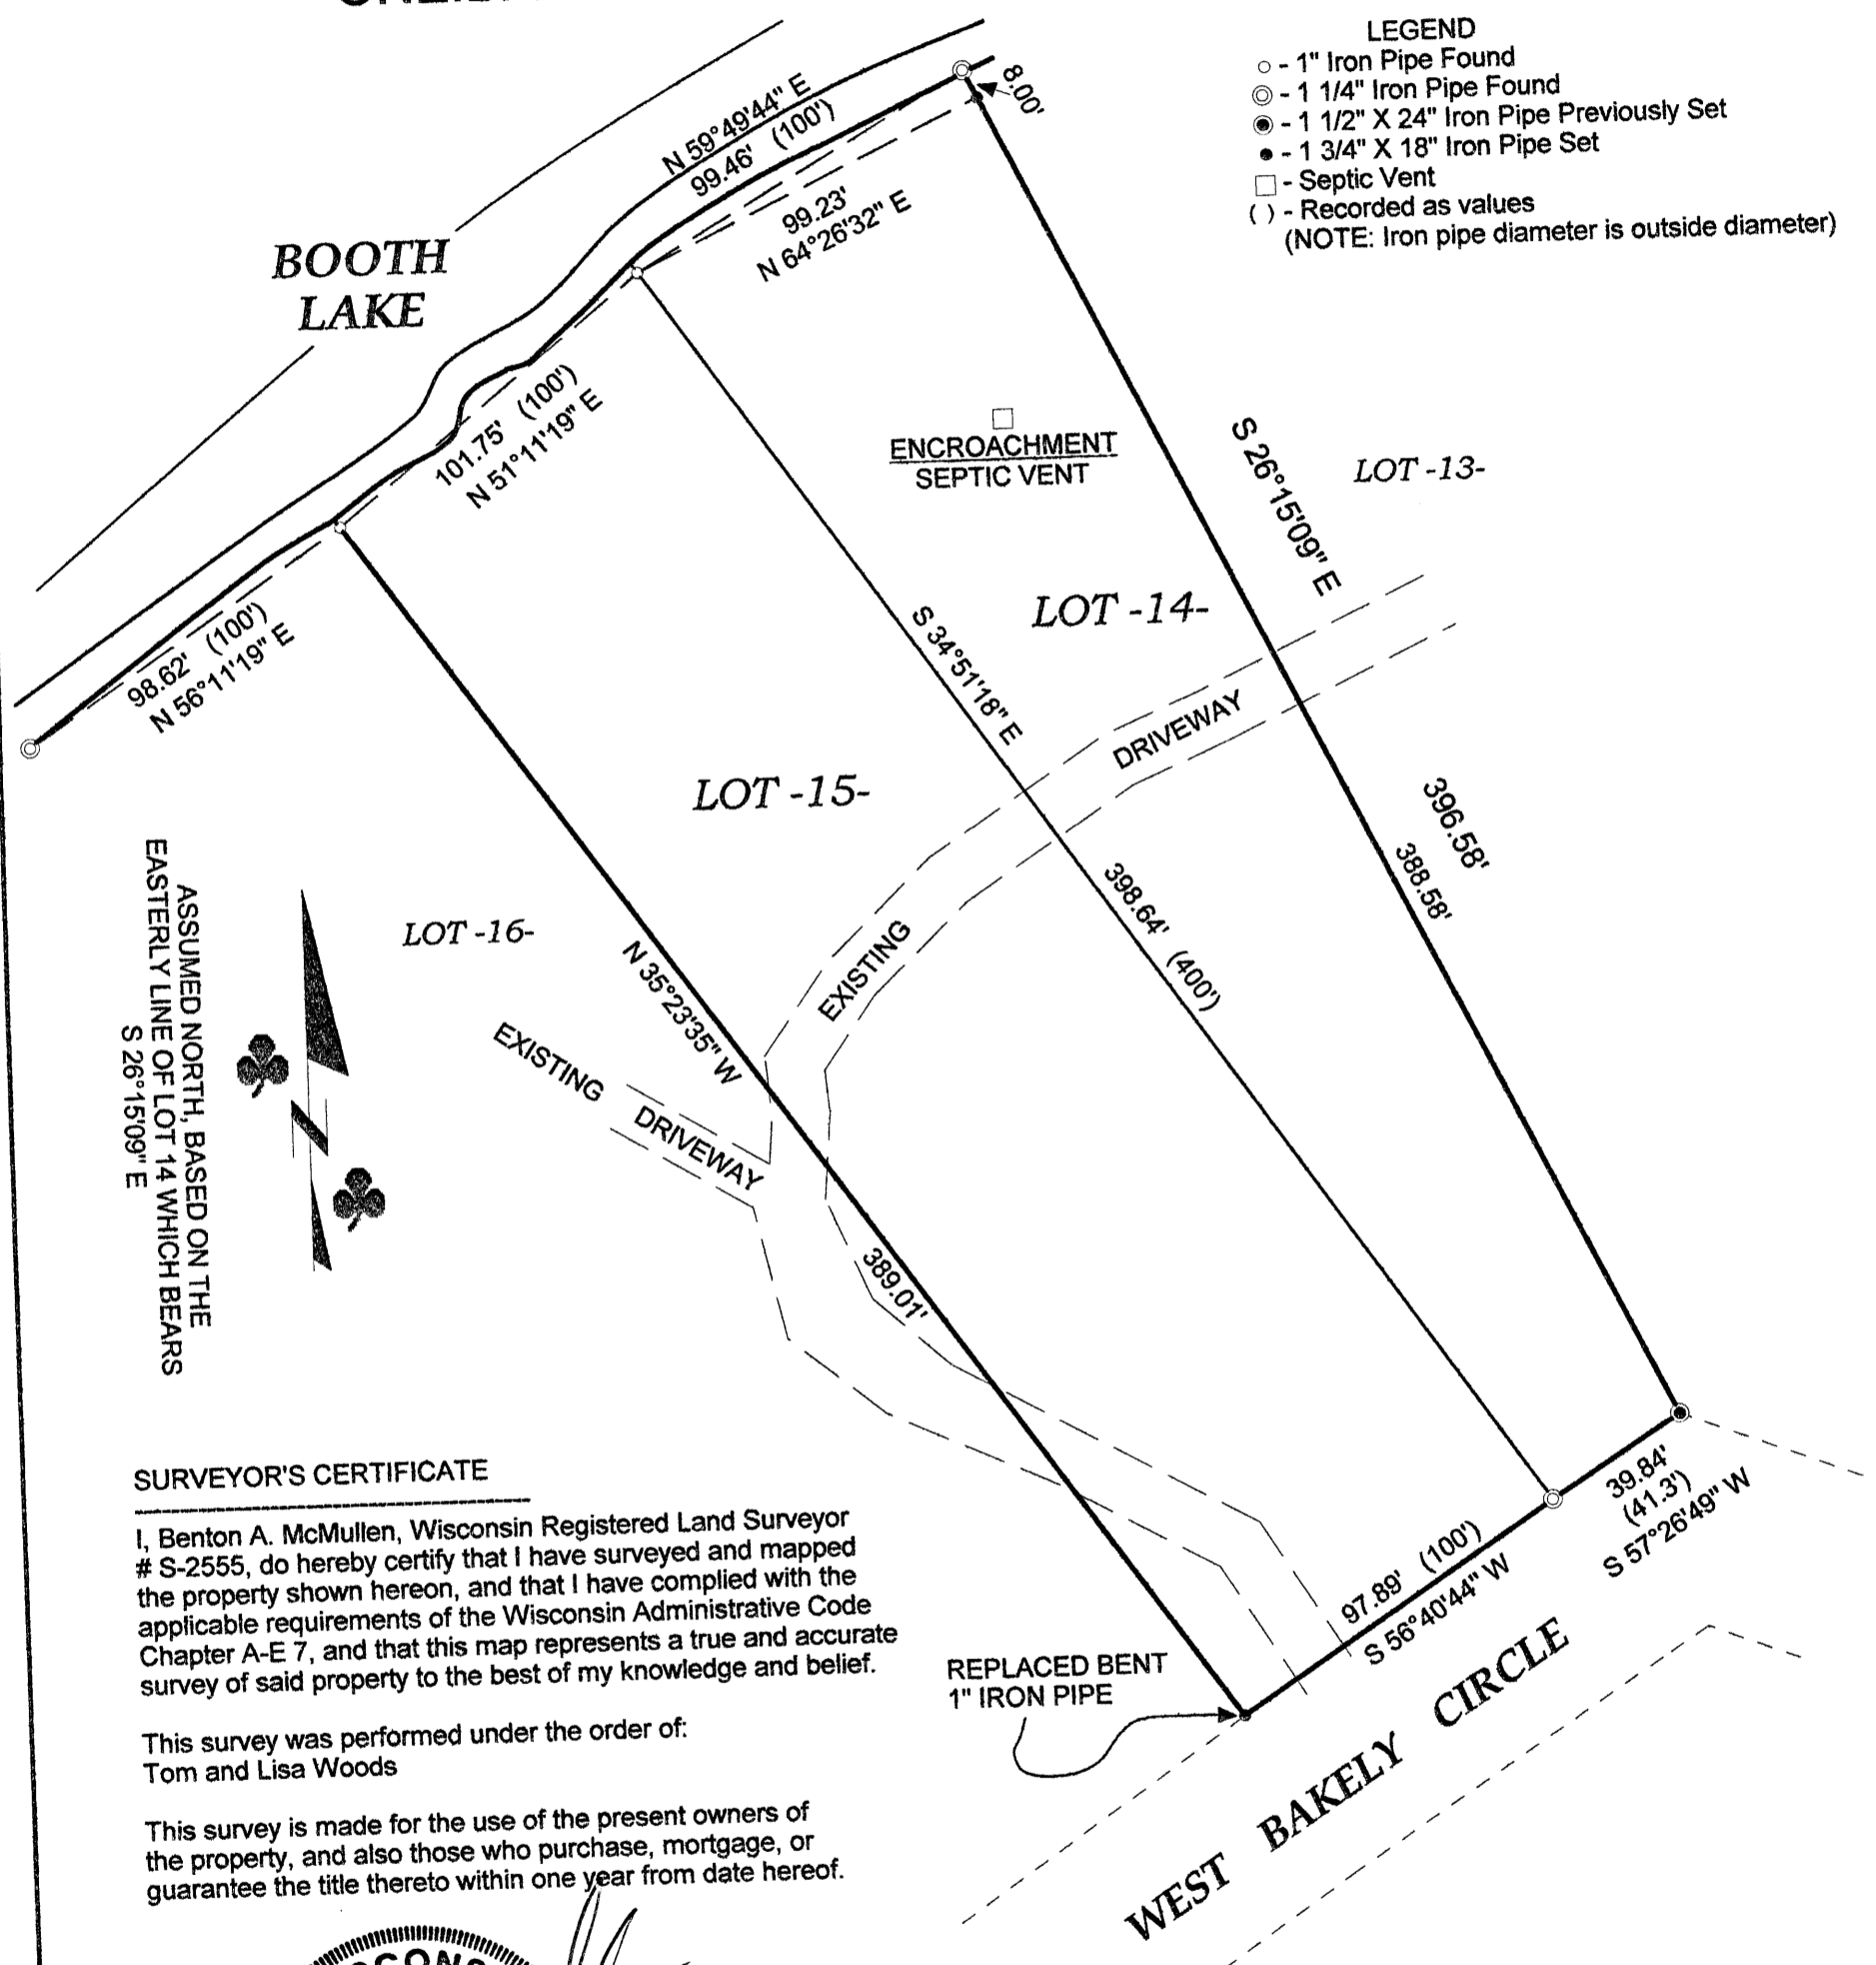 LEGEND
- 1" Iron Pipe Found
- 1 1/4" Iron Pipe Found
- 1 1/2" X 24" Iron Pipe Previously Set
- 1 3/4" X 18" Iron Pipe Set
- Septic Vent
( ) - Recorded as values
(NOTE: Iron pipe diameter is outside diameter)
8.00'
N 59°49'44" E
99.46' (100')
99.23'
N 64°26'32" E
BOOTH
LAKE
101.75' (100')
N 51°11'19" E
ENCROACHMENT
SEPTIC VENT
S 26°15'09" E
LOT -13-
LOT -14-
98.62' (100')
N 56°11'19" E
S 34°51'18" E
DRIVEWAY
LOT -15-
396.58'
388.58'
398.64' (400')
LOT -16-
EXISTING
N 35°23'35" W
EXISTING
DRIVEWAY
ASSUMED NORTH, BASED ON THE
EASTERLY LINE OF LOT 14 WHICH BEARS
S 26°15'09" E
N
389.01'
39.84'
(41.3')
S 57°26'49" W
97.89' (100')
S 56°40'44" W
SURVEYOR'S CERTIFICATE
I, Benton A. McMullen, Wisconsin Registered Land Surveyor
# S-2555, do hereby certify that I have surveyed and mapped
the property shown hereon, and that I have complied with the
applicable requirements of the Wisconsin Administrative Code
Chapter A-E 7, and that this map represents a true and accurate
survey of said property to the best of my knowledge and belief.
REPLACED BENT
1" IRON PIPE
WEST BAKELY CIRCLE
This survey was performed under the order of:
Tom and Lisa Woods
This survey is made for the use of the present owners of
the property, and also those who purchase, mortgage, or
guarantee the title thereto within one year from date hereof.